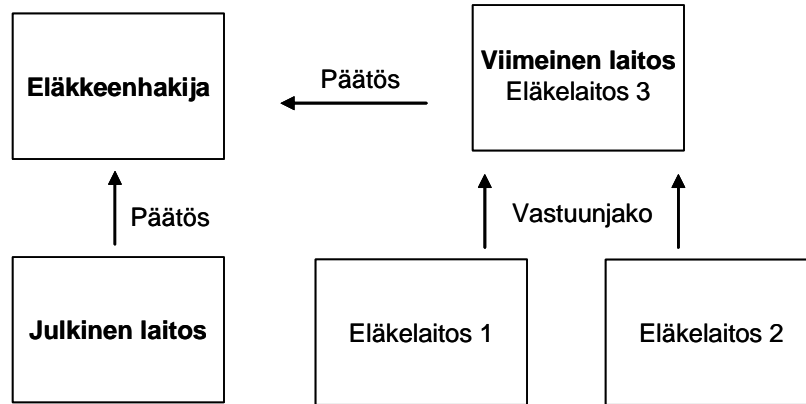 Eläkkeenhakija
Päätös
Viimeinen laitos
Eläkelaitos 3
Päätös
Vastuunjako
Julkinen laitos
Eläkelaitos 1
Eläkelaitos 2